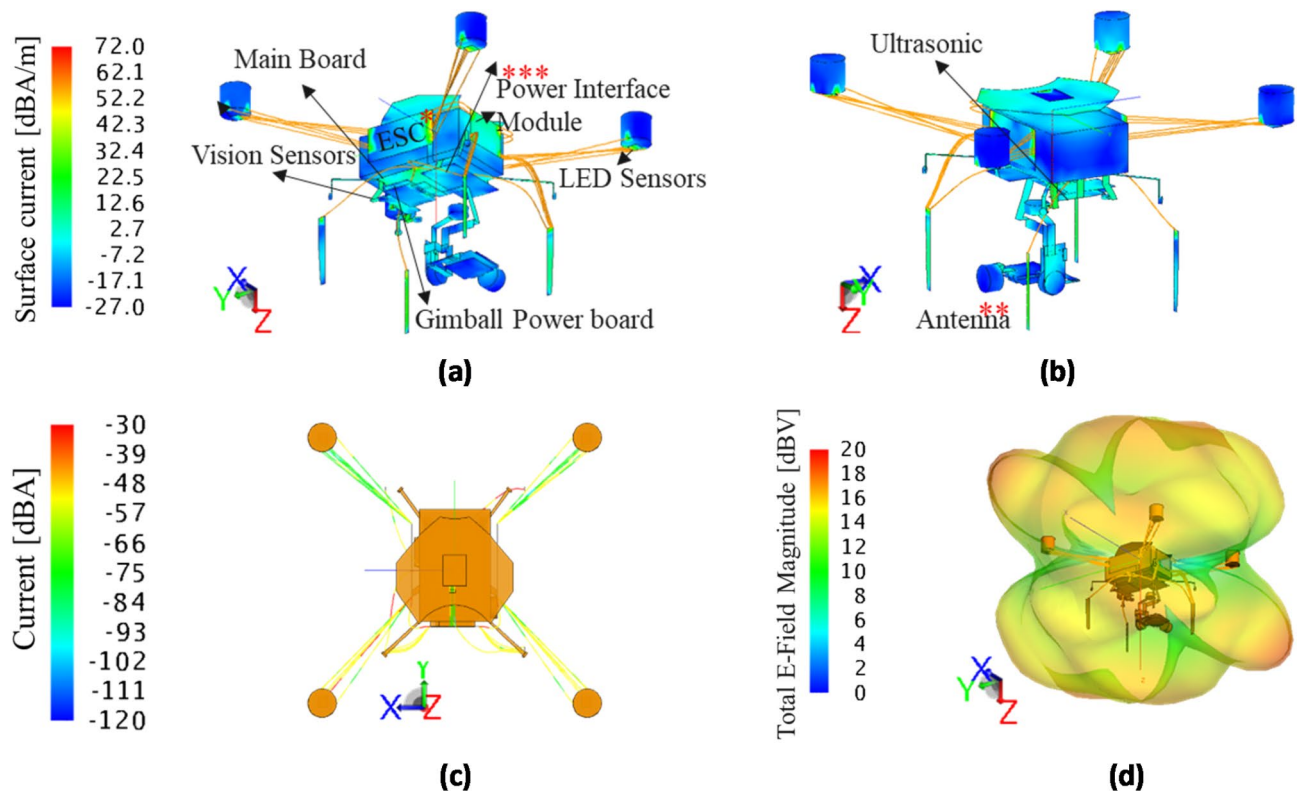 Surface current [dBA/m]
72.0
62.1
52.2
42.3
32.4
22.5
12.6
2.7
-7.2
-17.1
-27.0
Main Board
***
Power Interface
Module
ESC
*
Vision Sensors
LED Sensors
Gimball Power board
X
Y
Z
(a)
Ultrasonic
Antenna
**
X
Y
Z
(b)
Current [dBA]
-30
-39
-48
-57
-66
-75
-84
-93
-102
-111
-120
Y
X
Z
(c)
Total E-Field Magnitude [dBV]
20
18
16
14
12
10
8
6
4
2
0
X
Y
Z
(d)